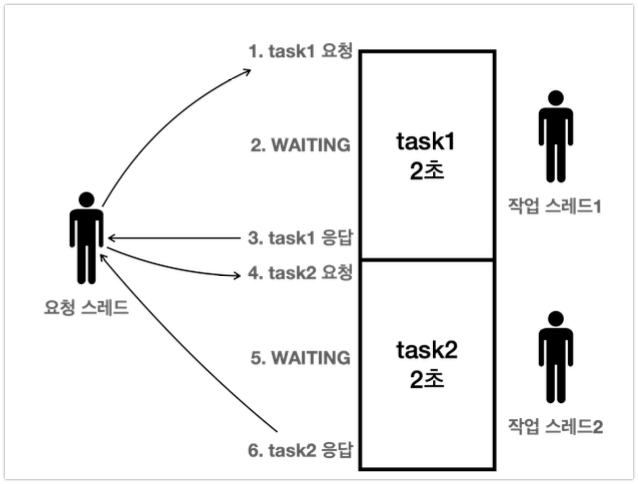 1. task1 요청
2. WAITING
task1
2초
작업 스레드1
3. task1 응답
4. task2 요청
요청 스레드
5. WAITING
task2
2초
작업 스레드2
6. task2 응답